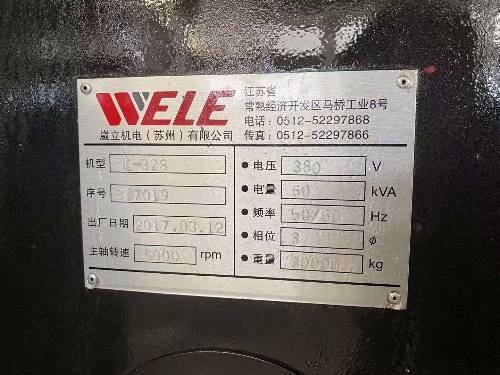 WELE
江苏省
常熟经济开发区马桥工业8号
电话：0512-52297868
传真：0512-52297866
崴立机电（苏州）有限公司
机型
序号
出厂日期 2017.03.12
主轴转速 6000 rpm
• 电压 380 V
• 电量 60 kVA
• 频率 50/60 Hz
• 相位 3 ø
• 重量 kg